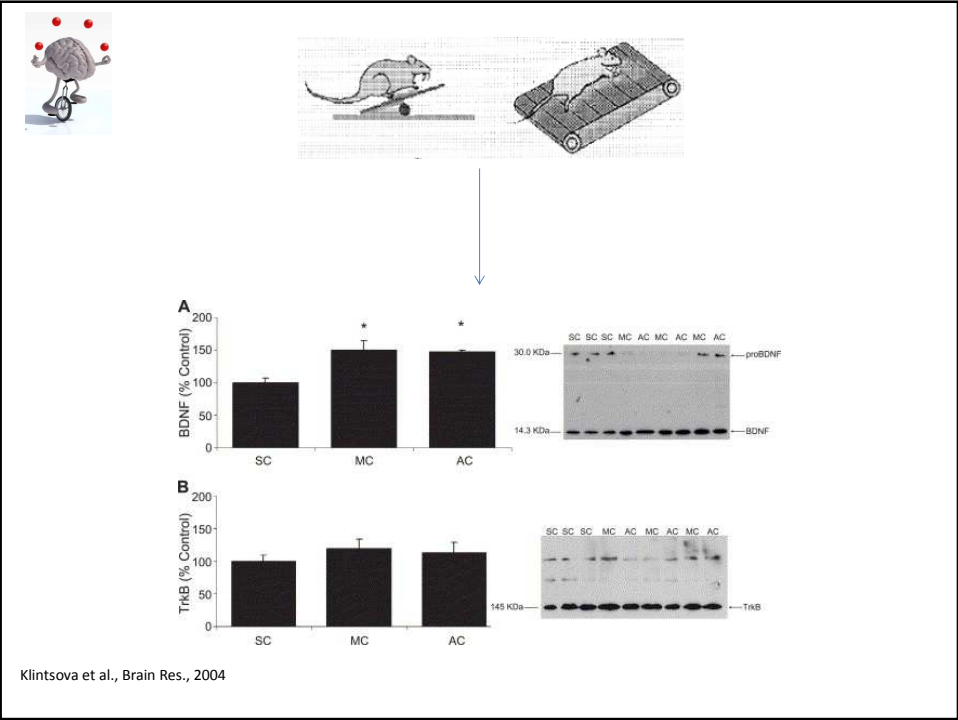 A
200
150
100
50
0
BDNF (% Control)
*
*
SC
MC
AC
SC SC SC MC AC MC AC MC AC
30.0 KDa
proBDNF
14.3 KDa
BDNF
B
200
150
100
50
0
TrkB (% Control)
SC
MC
AC
SC SC SC MC AC MC AC MC AC
145 KDa
TrkB
Klintsova et al., Brain Res., 2004